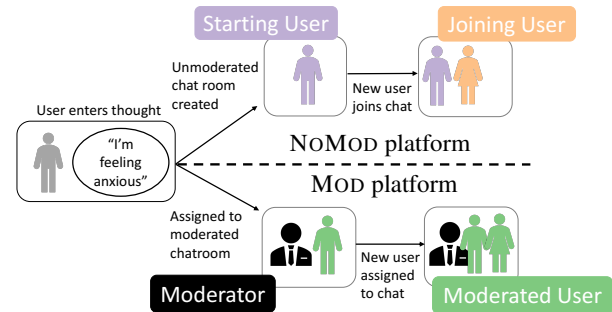 Starting User
Joining User
Unmoderated
chat room
created
New user
joins chat
User enters thought
"I'm
feeling
anxious"
NOMOD platform
MOD platform
Assigned to
moderated
chatroom
New user
assigned
to chat
Moderator
Moderated User